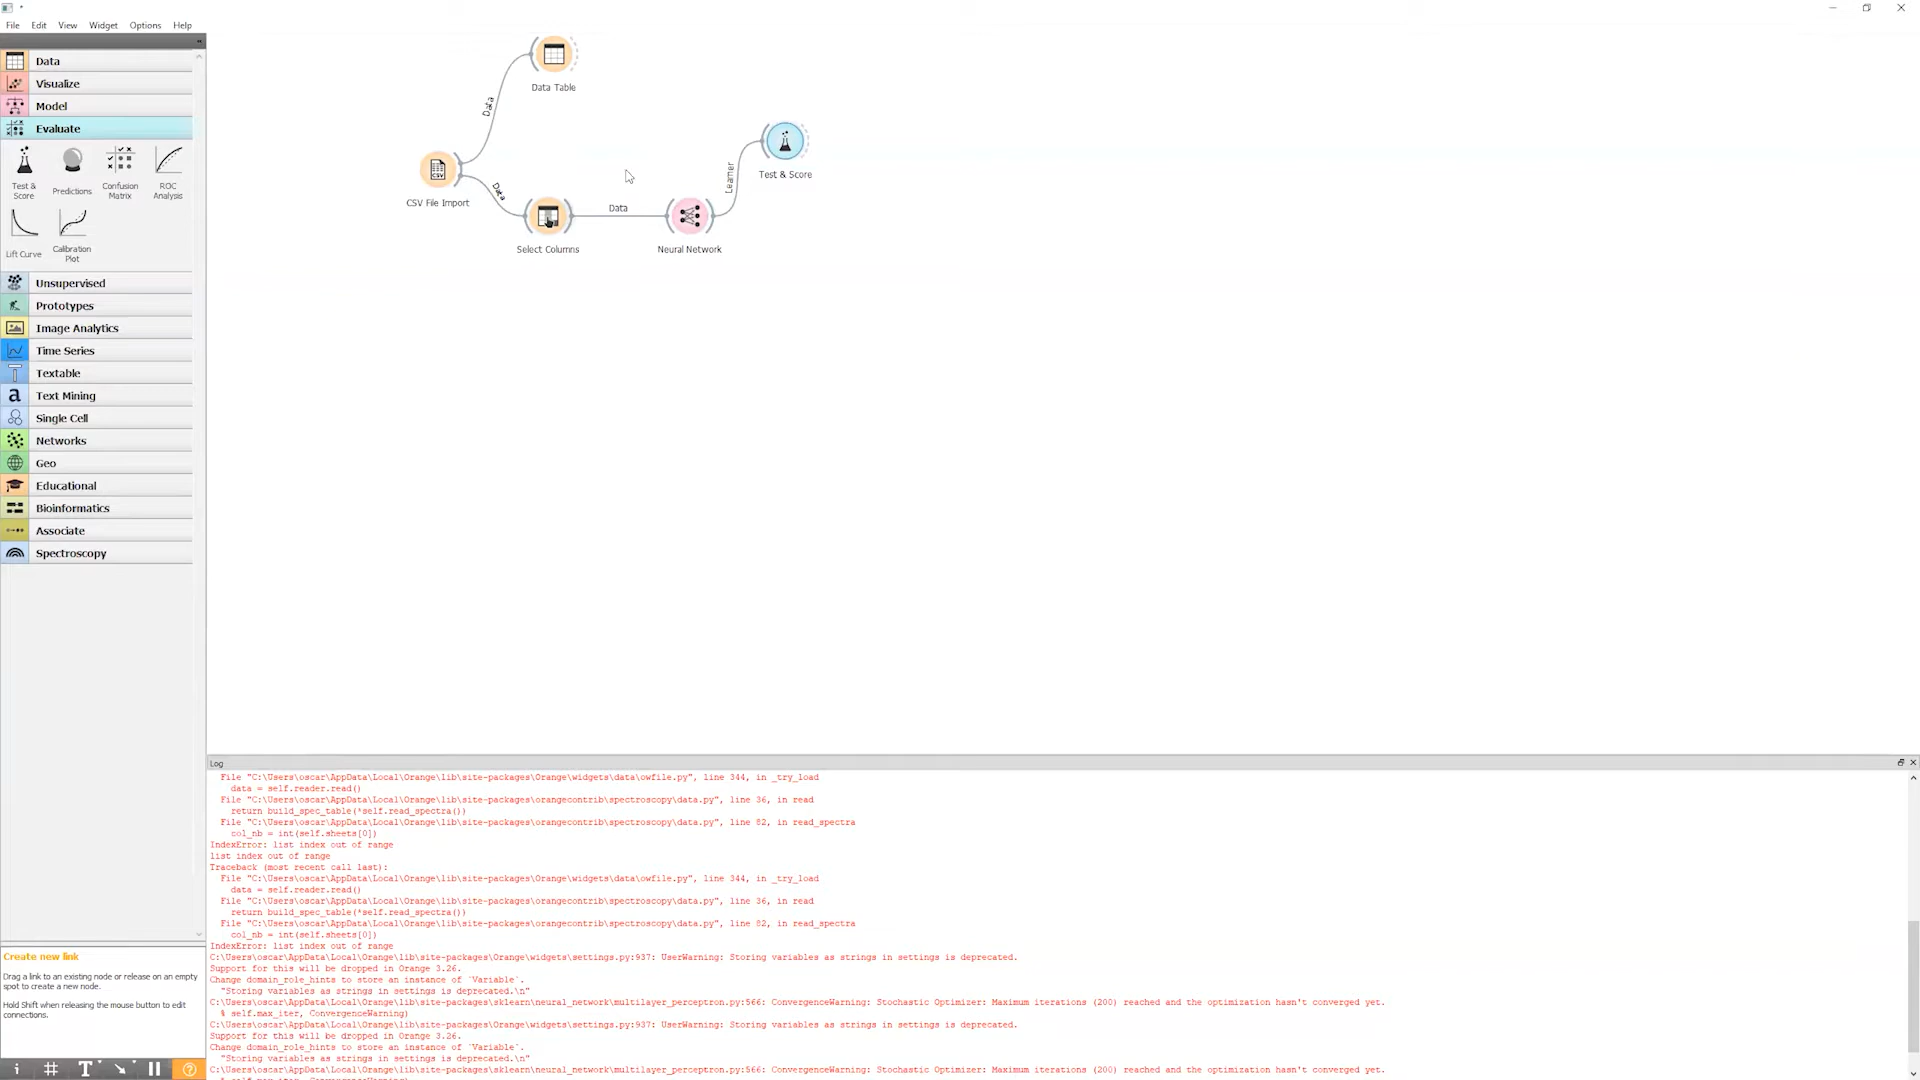 File Edit View Widget Options Help
Data
Visualize
Model
Evaluate
Test & Score
Predictions
Confusion Matrix
ROC Analysis
Lift Curve
Calibration Plot
Unsupervised
Prototypes
Image Analytics
Time Series
Textable
Text Mining
Single Cell
Networks
Geo
Educational
Bioinformatics
Associate
Spectroscopy
Create new link
Drag a link to an existing node or release on an empty
spot to create a new node.
Hold Shift when releasing the mouse button to edit
connections.
Data Table
Data
CSV
CSV File Import
Data
Select Columns
Data
Neural Network
Learner
Test & Score
Log
File "C:\Users\oscar\AppData\Local\Orange\lib\site-packages\Orange\widgets\data\owfile.py", line 344, in _try_load
data = self.reader.read()
File "C:\Users\oscar\AppData\Local\Orange\lib\site-packages\orangecontrib\spectroscopy\data.py", line 36, in read
return build_spec_table(*self.read_spectra())
File "C:\Users\oscar\AppData\Local\Orange\lib\site-packages\orangecontrib\spectroscopy\data.py", line 82, in read_spectra
col_nb = int(self.sheets[0])
IndexError: list index out of range
list index out of range
Traceback (most recent call last):
File "C:\Users\oscar\AppData\Local\Orange\lib\site-packages\Orange\widgets\data\owfile.py", line 344, in _try_load
data = self.reader.read()
File "C:\Users\oscar\AppData\Local\Orange\lib\site-packages\orangecontrib\spectroscopy\data.py", line 36, in read
return build_spec_table(*self.read_spectra())
File "C:\Users\oscar\AppData\Local\Orange\lib\site-packages\orangecontrib\spectroscopy\data.py", line 82, in read_spectra
col_nb = int(self.sheets[0])
IndexError: list index out of range
C:\Users\oscar\AppData\Local\Orange\lib\site-packages\Orange\widgets\settings.py:937: UserWarning: Storing variables as strings in settings is deprecated.
Support for this will be dropped in Orange 3.26.
Change domain_role_hints to store an instance of `Variable`.
"Storing variables as strings in settings is deprecated.\n"
C:\Users\oscar\AppData\Local\Orange\lib\site-packages\sklearn\neural_network\multilayer_perceptron.py:566: ConvergenceWarning: Stochastic Optimizer: Maximum iterations (200) reached and the optimization hasn't converged yet.
% self.max_iter, ConvergenceWarning)
C:\Users\oscar\AppData\Local\Orange\lib\site-packages\Orange\widgets\settings.py:937: UserWarning: Storing variables as strings in settings is deprecated.
Support for this will be dropped in Orange 3.26.
Change domain_role_hints to store an instance of `Variable`.
"Storing variables as strings in settings is deprecated.\n"
C:\Users\oscar\AppData\Local\Orange\lib\site-packages\sklearn\neural_network\multilayer_perceptron.py:566: ConvergenceWarning: Stochastic Optimizer: Maximum iterations (200) reached and the optimization hasn't converged yet.